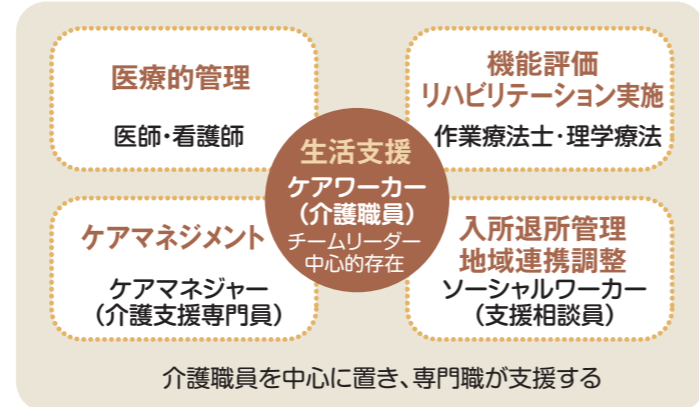 医療的管理
医師・看護師
機能評価
リハビリテーション実施
作業療法士・理学療法
生活支援
ケアワーカー
（介護職員）
チームリーダー
中心的存在
ケアマネジメント
ケアマネジャー
（介護支援専門員）
入所退所管理
地域連携調整
ソーシャルワーカー
（支援相談員）
介護職員を中心に置き、専門職が支援する